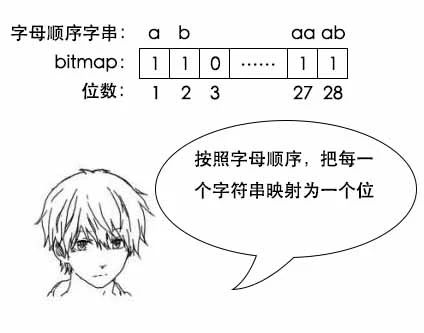 字母顺序字串： a b aa ab
bitmap： 1 1 0 …… 1 1
位数： 1 2 3 27 28
按照字母顺序，把每一
个字符串映射为一个位